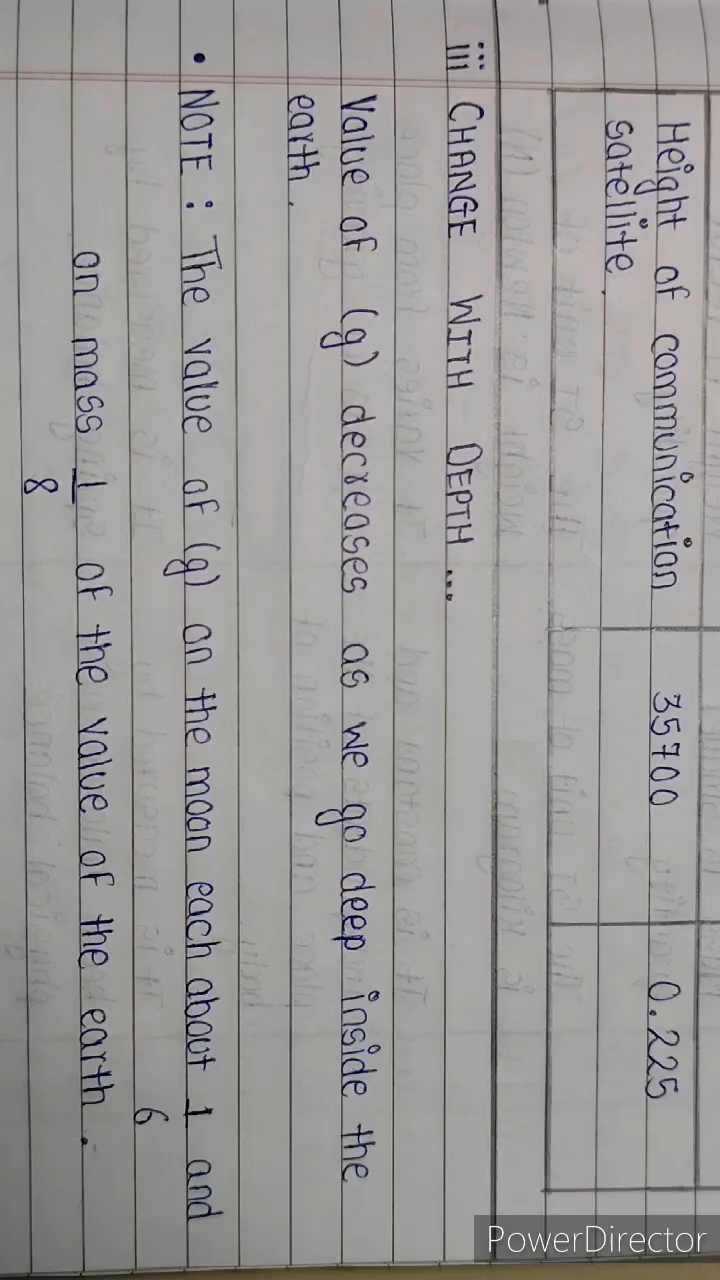 Height of communication 35700 0.225
satellite.
iii CHANGE WITH DEPTH ...
Value of (g) decreases as we go deep inside the
earth.
• NOTE : The value of (g) on the moon each about 1 and
6
on mass 1 of the value of the earth.
8
PowerDirector